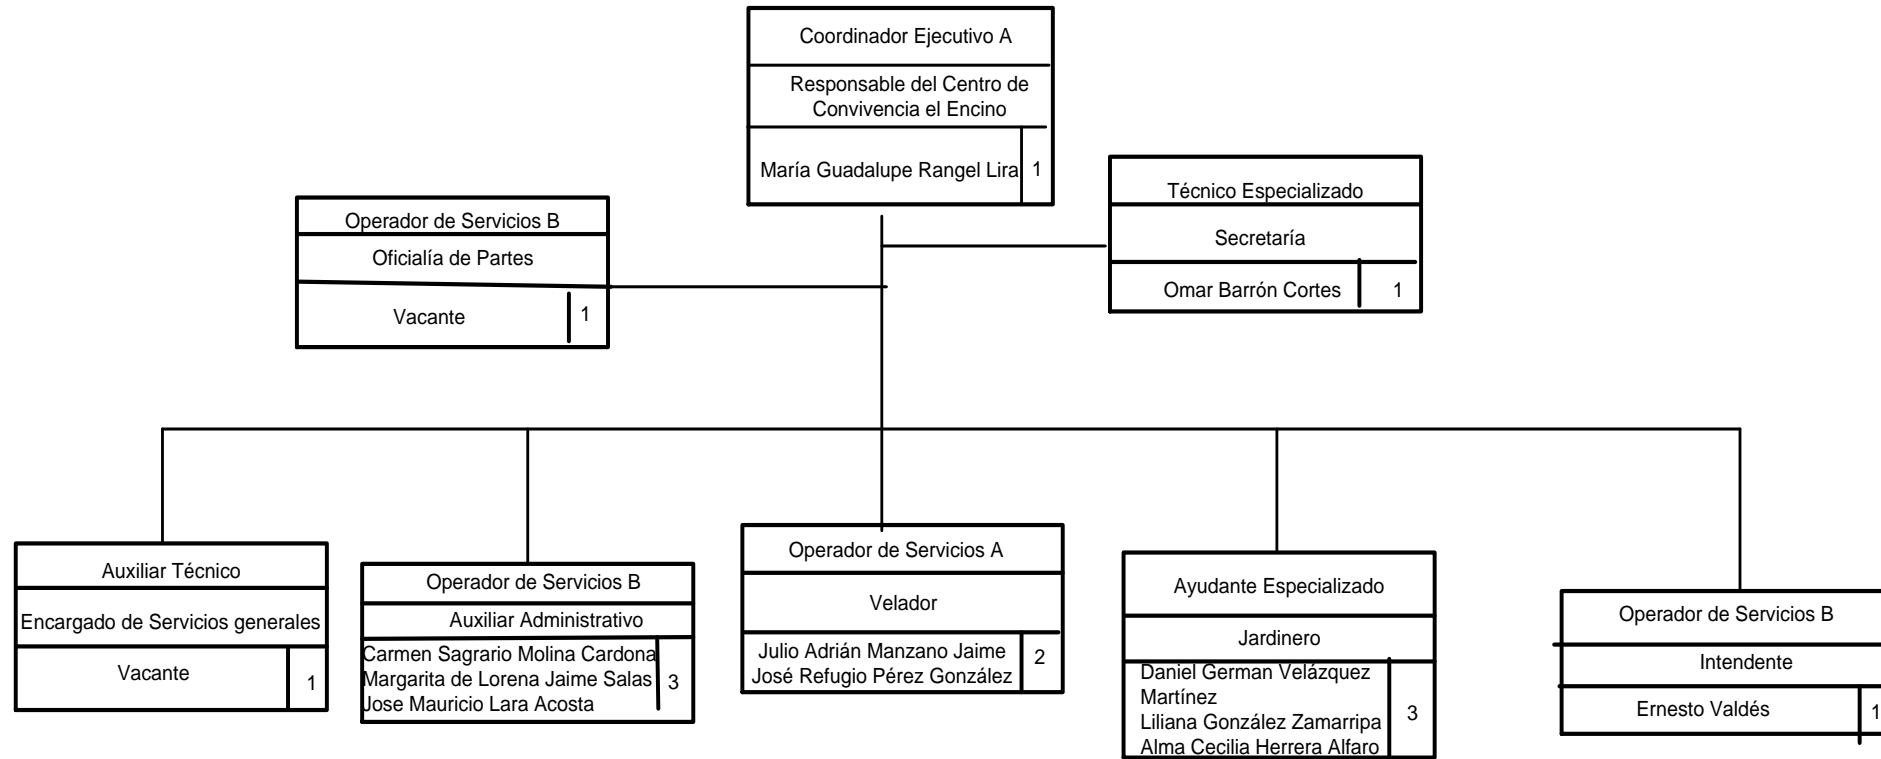 Coordinador Ejecutivo A
Responsable del Centro de
Convivencia el Encino
María Guadalupe Rangel Lira 1
Operador de Servicios B
Oficialía de Partes
Vacante 1
Técnico Especializado
Secretaría
Omar Barrón Cortes 1
Auxiliar Técnico
Encargado de Servicios generales
Vacante 1
Operador de Servicios B
Auxiliar Administrativo
Carmen Sagrario Molina Cardona
Margarita de Lorena Jaime Salas 3
Jose Mauricio Lara Acosta
Operador de Servicios A
Velador
Julio Adrián Manzano Jaime 2
José Refugio Pérez González
Ayudante Especializado
Jardinero
Daniel German Velázquez
Martínez
Liliana González Zamarripa 3
Alma Cecilia Herrera Alfaro
Operador de Servicios B
Intendente
Ernesto Valdés 1